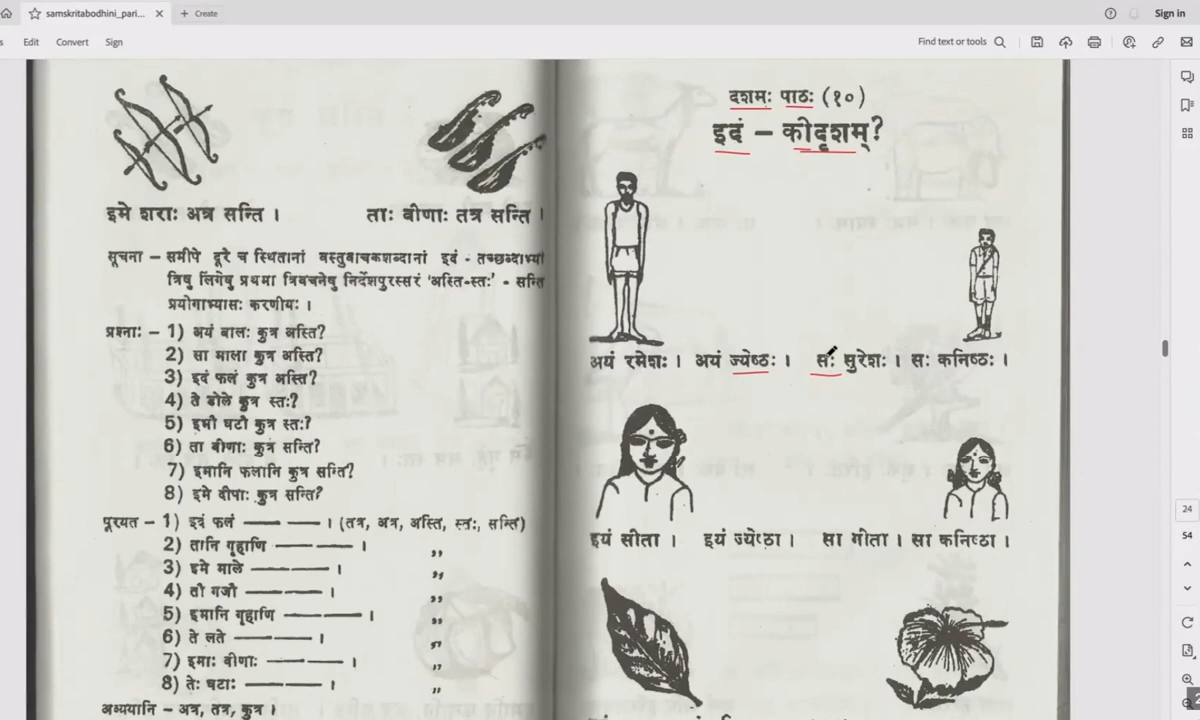 samskritabodhini_pari...
Create
Sign in
Edit Convert Sign
Find text or tools
इमे शराः अत्र सन्ति ।
ताः वीणाः तत्र सन्ति ।
सूचना – समीपे दूरे च स्थितानां वस्तुवाचकशब्दानां इदं - तच्छब्दाभ्यां
त्रिषु लिंगेषु प्रथमा त्रिवचनेषु निर्देशपुरस्सरं 'अस्ति-स्तः' - सन्ति
प्रयोगाभ्यासः करणीयः ।
प्रश्नाः – 1) अयं बालः कुत्र अस्ति?
2) सा माला कुत्र अस्ति?
3) इदं फलं कुत्र अस्ति?
4) ते डोले कुत्र स्तः?
5) इमौ घटौ कुत्र स्तः?
6) ता वीणाः कुत्र सन्ति?
7) इमानि फलानि कुत्र सन्ति?
8) इमे दीपाः कुत्र सन्ति?
पूरयत – 1) इदं फलं —— —— । (तत्र, अत्र, अस्ति, स्तः, सन्ति)
2) तानि गृहाणि —— —— । ,,
3) इमे माले —— —— । ,,
4) तौ गजौ —— —— । ,,
5) इमानि गृहाणि —— —— । ,,
6) ते लते —— —— । ,,
7) इमाः वीणाः —— —— । ,,
8) तेः घटाः —— —— । ,,
अव्ययानि – अत्र, तत्र, कुत्र ।
दशमः पाठः (१०)
इदं – कीदृशम्?
अयं रमेशः । अयं ज्येष्ठः । सः सुरेशः । सः कनिष्ठः ।
इयं सीता । इयं ज्येष्ठा । सा गीता । सा कनिष्ठा ।
24
54